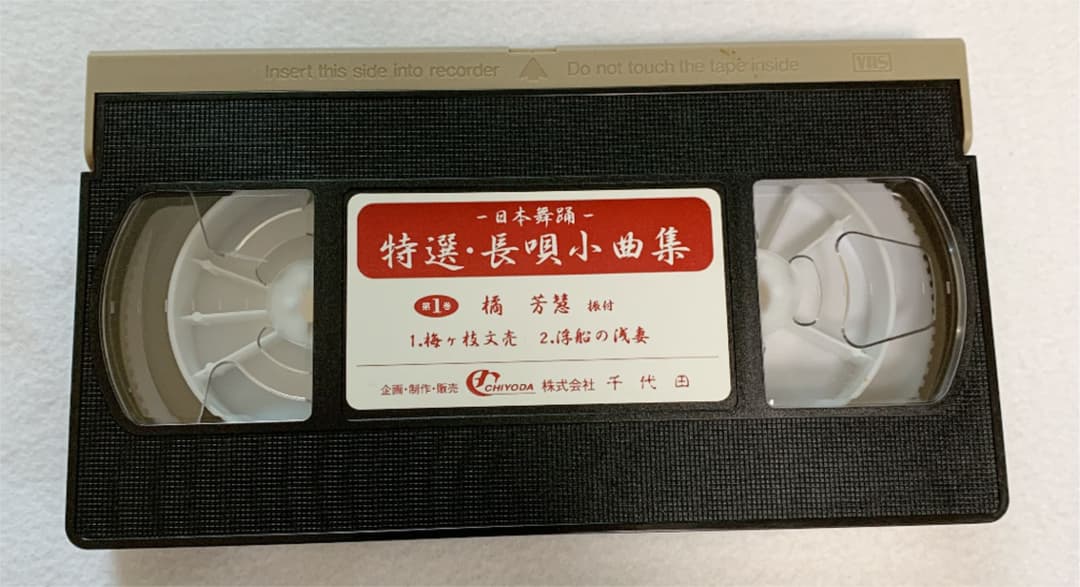 Insert this side into recorder Do not touch the tape inside VHS
－日本舞踊－
特選・長唄小曲集
第1巻 橘 芳慧 振付
1.梅ヶ枝文売 2.浮船の浅妻
企画・制作・販売 CHIYODA 株式会社 千代田